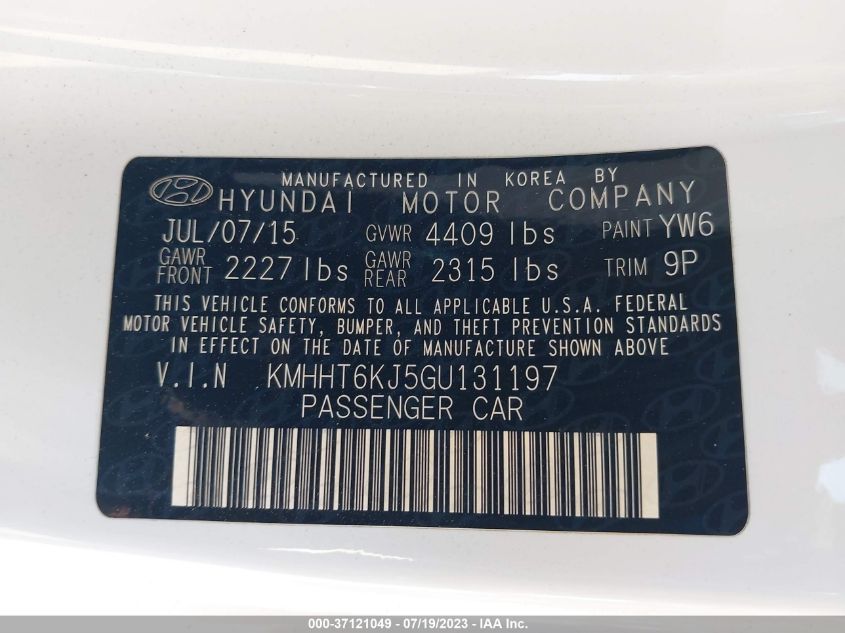 MANUFACTURED IN KOREA BY
HYUNDAI MOTOR COMPANY
JUL/07/15 GVWR 4409 lbs PAINT YW6
GAWR FRONT 2227 lbs GAWR REAR 2315 lbs TRIM 9P
THIS VEHICLE CONFORMS TO ALL APPLICABLE U.S.A. FEDERAL
MOTOR VEHICLE SAFETY, BUMPER, AND THEFT PREVENTION STANDARDS
IN EFFECT ON THE DATE OF MANUFACTURE SHOWN ABOVE
V.I.N KMHHT6KJ5GU131197
PASSENGER CAR
000-37121049 - 07/19/2023 - www.iaai.com